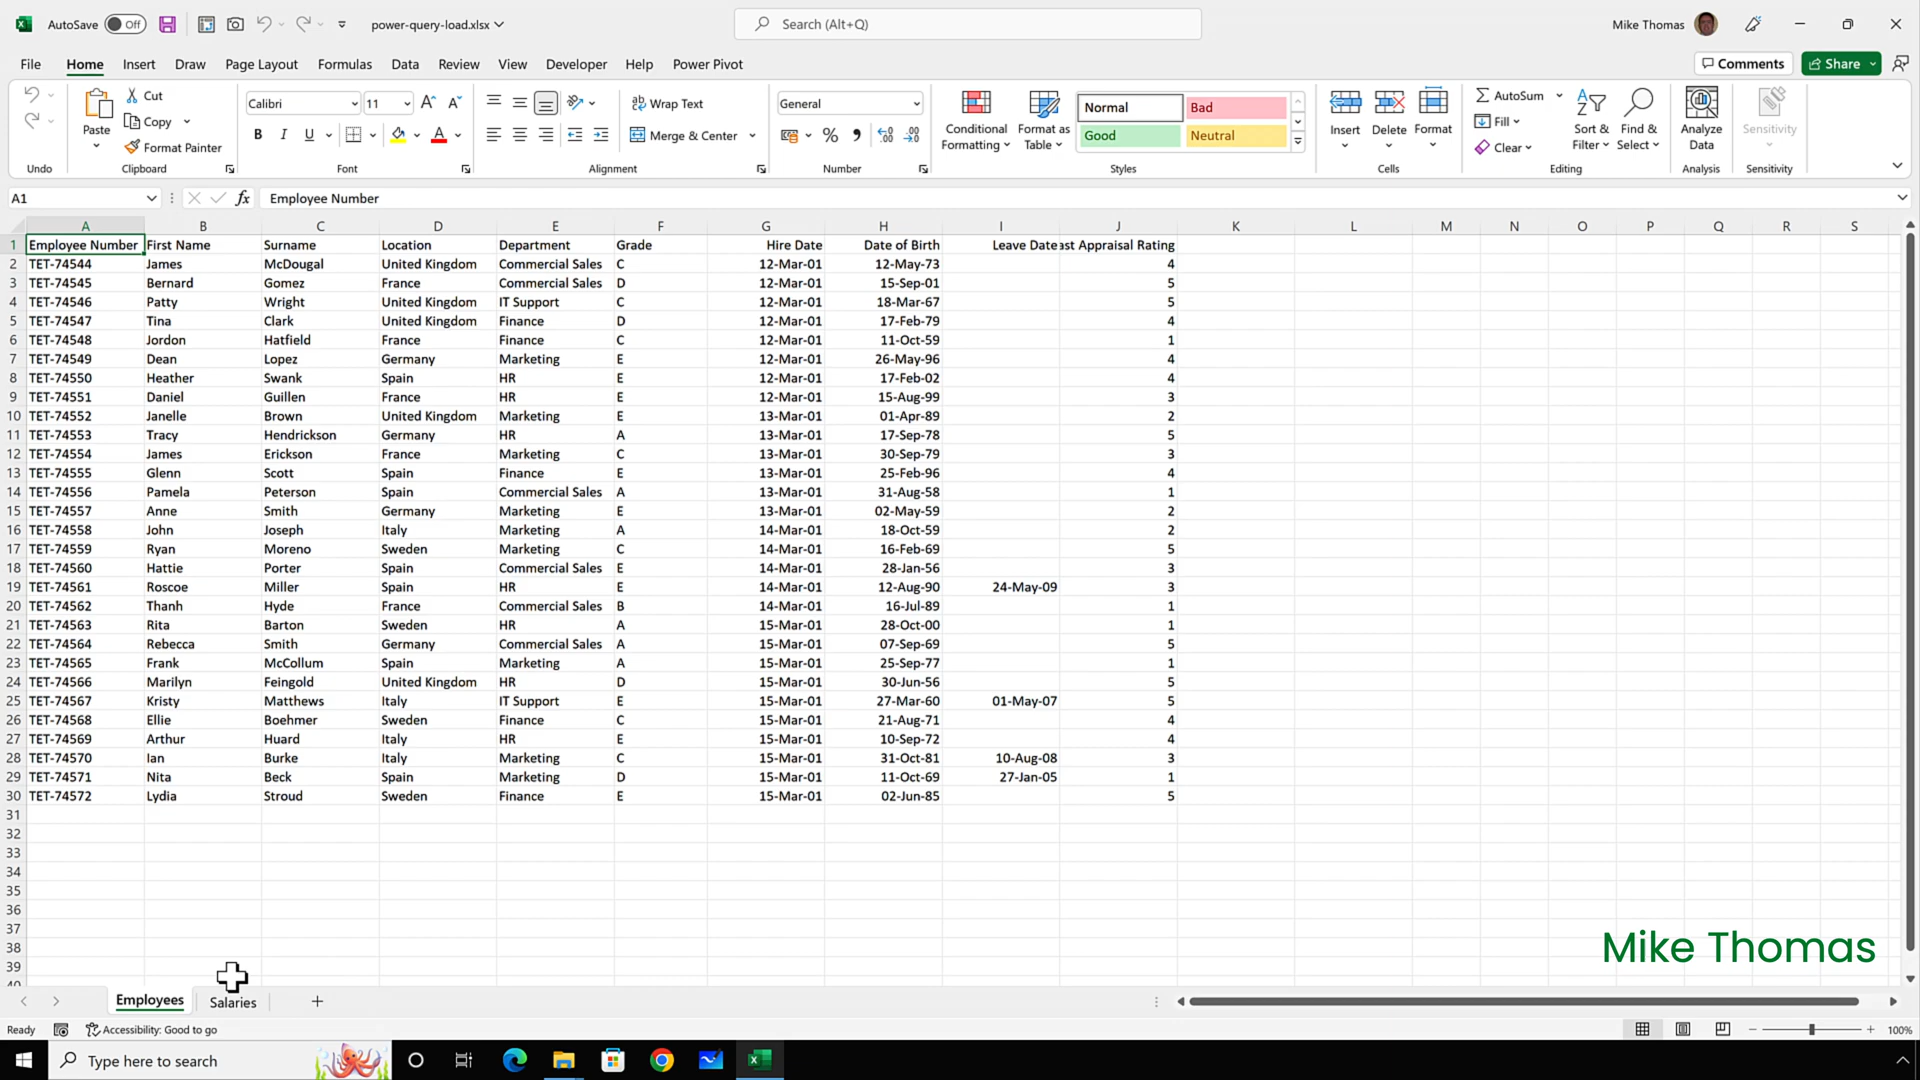 AutoSave Off power-query-load.xlsx Search (Alt+Q) Mike Thomas
File Home Insert Draw Page Layout Formulas Data Review View Developer Help Power Pivot Comments Share
Cut
Copy
Format Painter
Paste
Calibri 11
B I U
Wrap Text
Merge & Center
General
%
Conditional Formatting
Format as Table
Normal Bad
Good Neutral
Insert Delete Format
AutoSum
Fill
Clear
Sort & Filter
Find & Select
Analyze Data
Sensitivity
Undo Clipboard Font Alignment Number Styles Cells Editing Analysis Sensitivity
A1 fx Employee Number
A B C D E F G H I J K L M N O P Q R S
1 Employee Number First Name Surname Location Department Grade Hire Date Date of Birth Leave Date ast Appraisal Rating
2 TET-74544 James McDougal United Kingdom Commercial Sales C 12-Mar-01 12-May-73 4
3 TET-74545 Bernard Gomez France Commercial Sales D 12-Mar-01 15-Sep-01 5
4 TET-74546 Patty Wright United Kingdom IT Support C 12-Mar-01 18-Mar-67 5
5 TET-74547 Tina Clark United Kingdom Finance D 12-Mar-01 17-Feb-79 4
6 TET-74548 Jordon Hatfield France Finance C 12-Mar-01 11-Oct-59 1
7 TET-74549 Dean Lopez Germany Marketing E 12-Mar-01 26-May-96 4
8 TET-74550 Heather Swank Spain HR E 12-Mar-01 17-Feb-02 4
9 TET-74551 Daniel Guillen France HR E 12-Mar-01 15-Aug-99 3
10 TET-74552 Janelle Brown United Kingdom Marketing E 13-Mar-01 01-Apr-89 2
11 TET-74553 Tracy Hendrickson Germany HR A 13-Mar-01 17-Sep-78 5
12 TET-74554 James Erickson France Marketing C 13-Mar-01 30-Sep-79 3
13 TET-74555 Glenn Scott Spain Finance E 13-Mar-01 25-Feb-96 4
14 TET-74556 Pamela Peterson Spain Commercial Sales A 13-Mar-01 31-Aug-58 1
15 TET-74557 Anne Smith Germany Marketing E 13-Mar-01 02-May-59 2
16 TET-74558 John Joseph Italy Marketing A 14-Mar-01 18-Oct-59 2
17 TET-74559 Ryan Moreno Sweden Marketing C 14-Mar-01 16-Feb-69 5
18 TET-74560 Hattie Porter Spain Commercial Sales E 14-Mar-01 28-Jan-56 3
19 TET-74561 Roscoe Miller Spain HR E 14-Mar-01 12-Aug-90 24-May-09 3
20 TET-74562 Thanh Hyde France Commercial Sales B 14-Mar-01 16-Jul-89 1
21 TET-74563 Rita Barton Sweden HR A 15-Mar-01 28-Oct-00 1
22 TET-74564 Rebecca Smith Germany Commercial Sales A 15-Mar-01 07-Sep-69 5
23 TET-74565 Frank McCollum Spain Marketing A 15-Mar-01 25-Sep-77 1
24 TET-74566 Marilyn Feingold United Kingdom HR D 15-Mar-01 30-Jun-56 5
25 TET-74567 Kristy Matthews Italy IT Support E 15-Mar-01 27-Mar-60 01-May-07 5
26 TET-74568 Ellie Boehmer Sweden Finance C 15-Mar-01 21-Aug-71 4
27 TET-74569 Arthur Huard Italy HR E 15-Mar-01 10-Sep-72 4
28 TET-74570 Ian Burke Italy Marketing C 15-Mar-01 31-Oct-81 10-Aug-08 3
29 TET-74571 Nita Beck Spain Marketing D 15-Mar-01 11-Oct-69 27-Jan-05 1
30 TET-74572 Lydia Stroud Sweden Finance E 15-Mar-01 02-Jun-85 5
31
32
33
34
35
36
37
38
39
40
Mike Thomas
Employees Salaries
Ready Accessibility: Good to go 100%
Type here to search